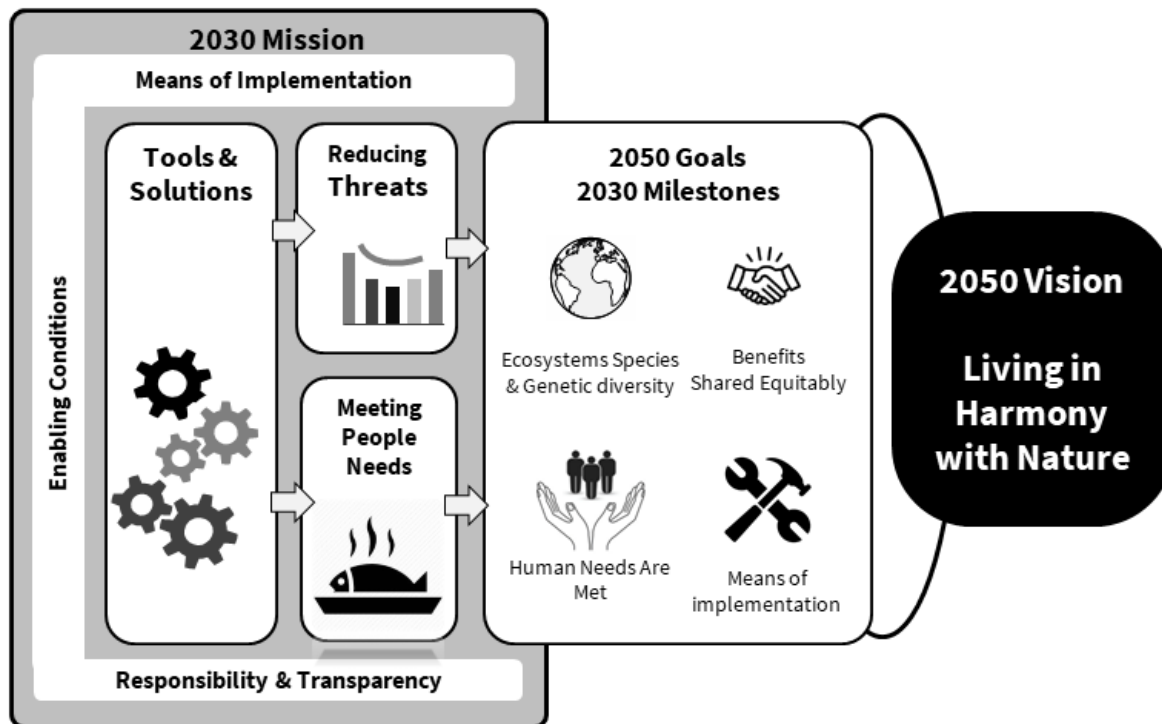 2030 Mission
Means of Implementation
Enabling Conditions
Tools &
Solutions
Reducing
Threats
Meeting
People
Needs
Responsibility & Transparency
2050 Goals
2030 Milestones
Ecosystems Species
& Genetic diversity
Benefits
Shared Equitably
Human Needs Are
Met
Means of
implementation
2050 Vision
Living in
Harmony
with Nature